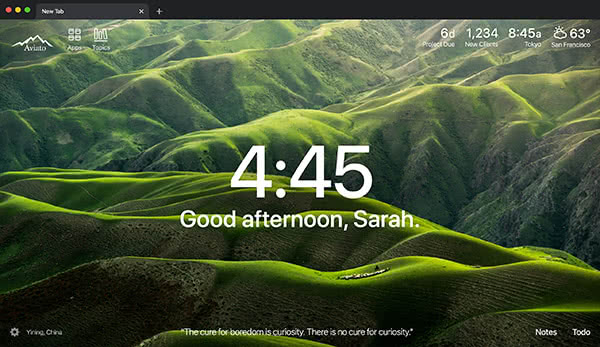 New Tab
Aviato
Apps
Topics
6d
Project Due
1,234
New Clients
8:45a
Tokyo
63°
San Francisco
4:45
Good afternoon, Sarah.
Yining, China
"The cure for boredom is curiosity. There is no cure for curiosity."
Notes
Todo